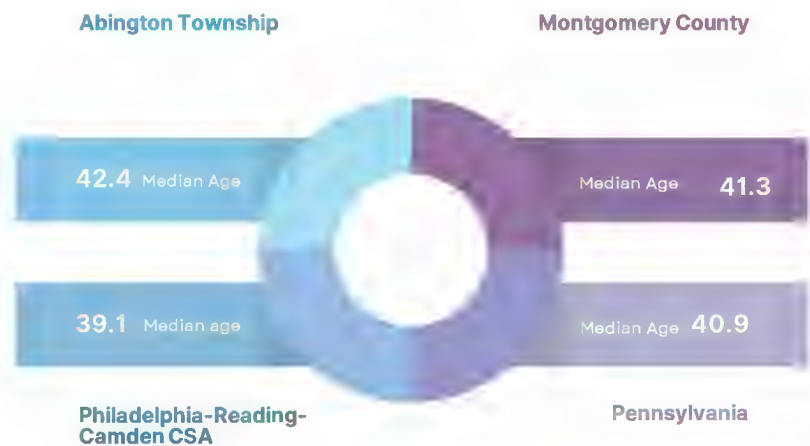 Abington Township
Montgomery County
42.4 Median Age
Median Age 41.3
39.1 Median age
Median Age 40.9
Philadelphia-Reading-
Camden CSA
Pennsylvania